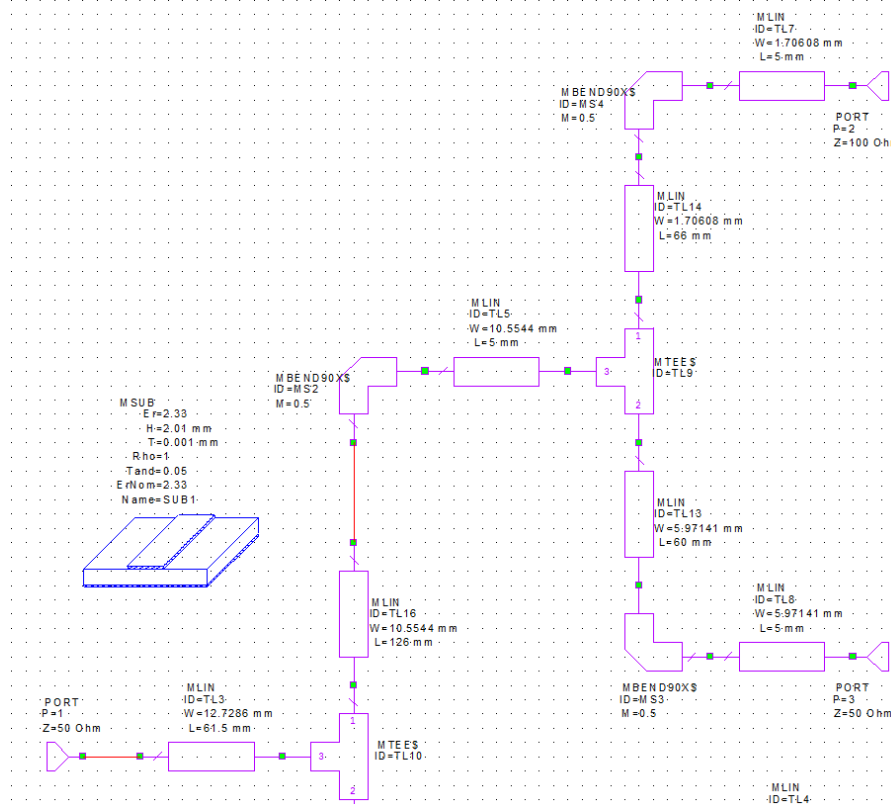 MLIN
ID=TL7
W=1.70608 mm
L=5 mm
MBEND90X$
ID=MS4
M=0.5
PORT
P=2
Z=100 Oh
MLIN
ID=TL14
W=1.70608 mm
L=66 mm
1
MLIN
ID=TL5
W=10.5544 mm
L=5 mm
3
MTEE$
ID=TL9
2
MBEND90X$
ID=MS2
M=0.5
MSUB
Er=2.33
H=2.01 mm
T=0.001 mm
Rho=1
Tand=0.05
ErNom=2.33
Name=SUB1
MLIN
ID=TL13
W=5.97141 mm
L=60 mm
MLIN
ID=TL8
W=5.97141 mm
L=5 mm
MLIN
ID=TL16
W=10.5544 mm
L=126 mm
MBEND90X$
ID=MS3
M=0.5
PORT
P=3
Z=50 Ohm
PORT
P=1
Z=50 Ohm
MLIN
ID=TL3
W=12.7286 mm
L=61.5 mm
1
3
MTEE$
ID=TL10
2
MLIN
ID=TL4